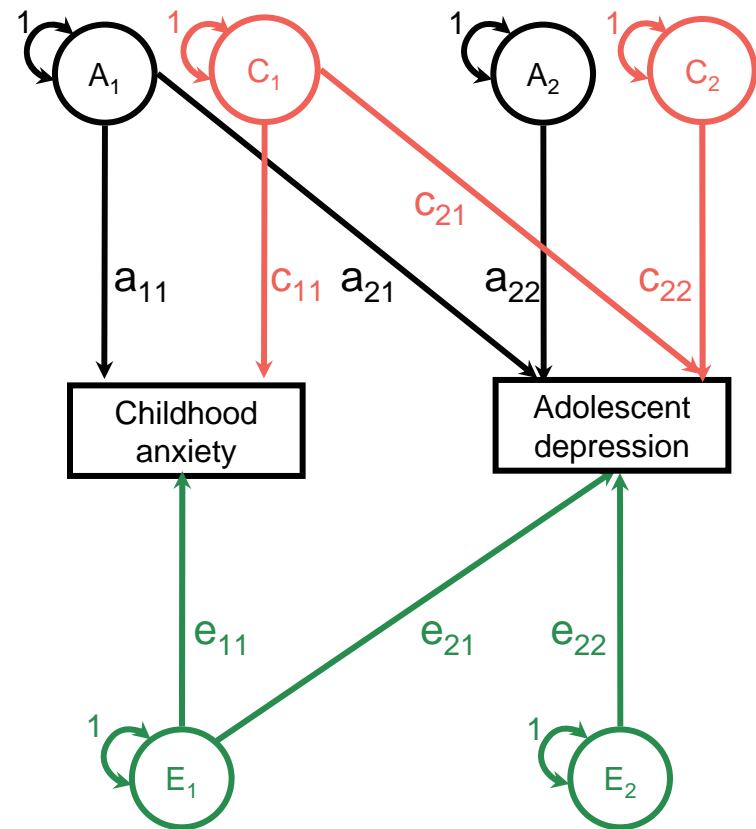 1 1 1 1
A₁ C₁ A₂ C₂
c₂₁
a₁₁ c₁₁ a₂₁ a₂₂ c₂₂
Childhood
anxiety
Adolescent
depression
e₁₁ e₂₁ e₂₂
1 1
E₁ E₂